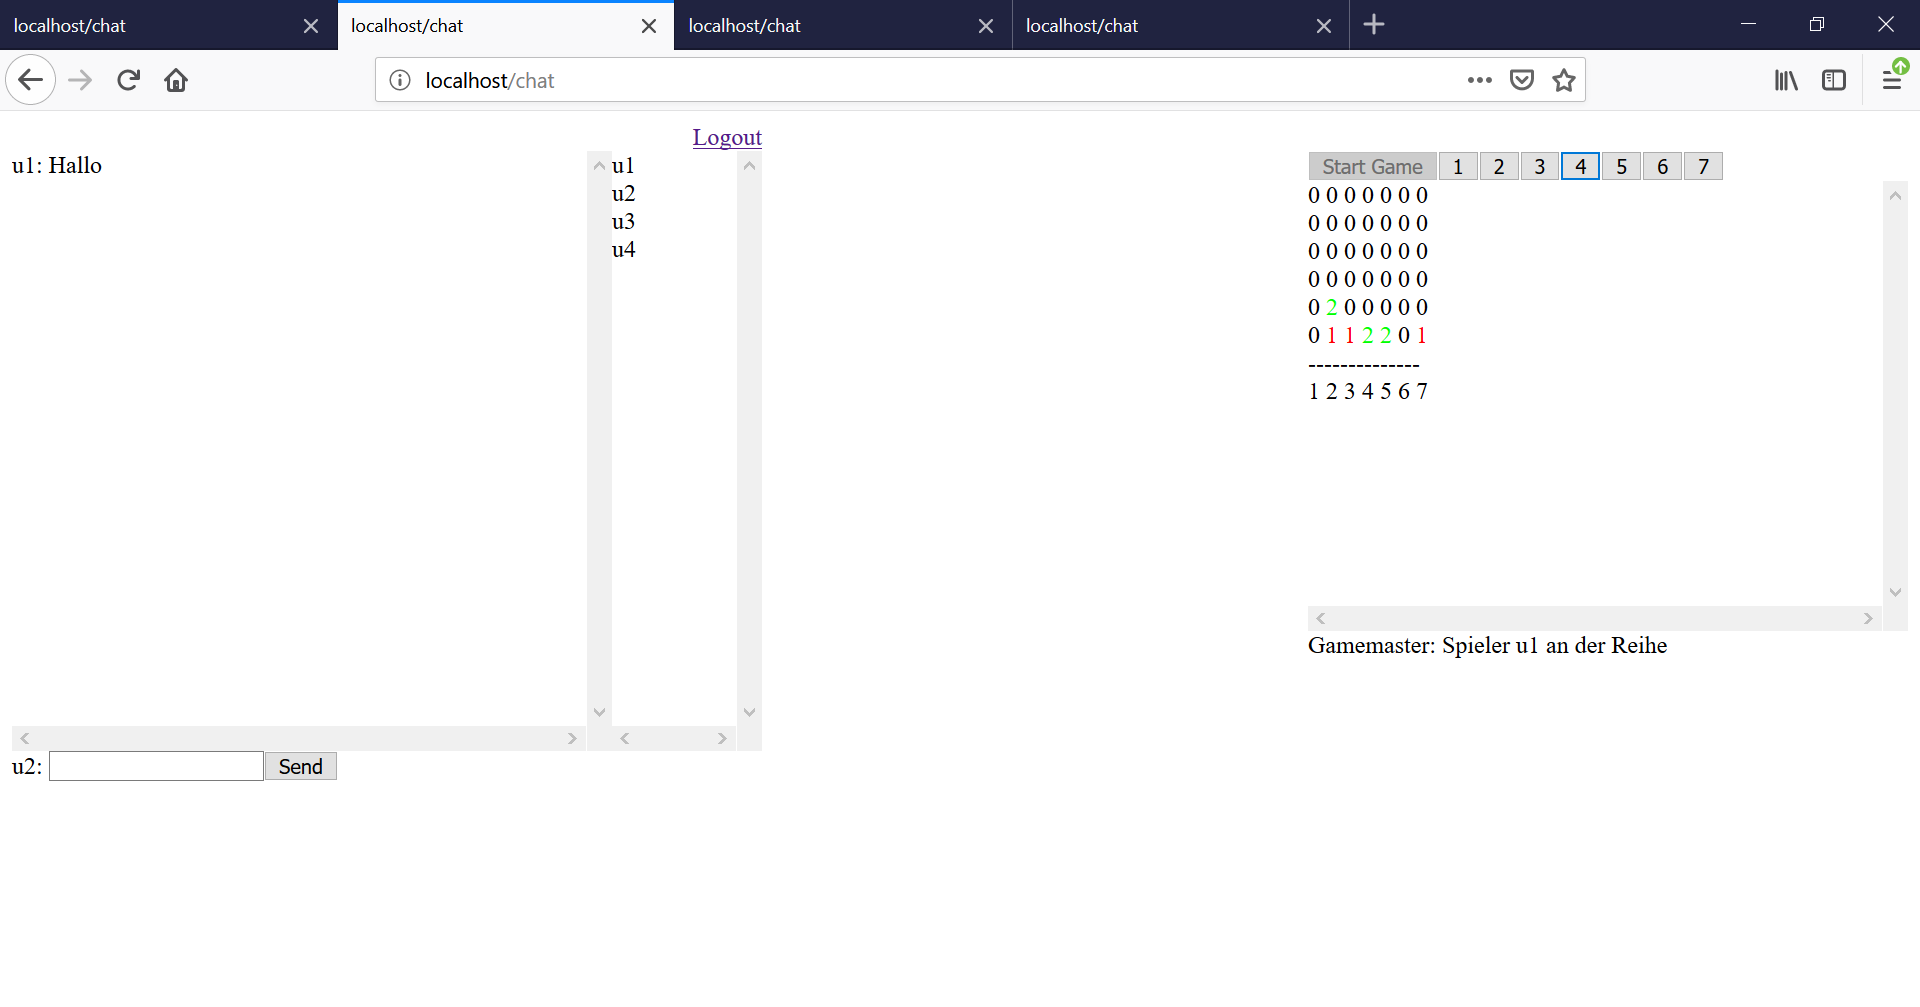 localhost/chat
localhost/chat
localhost/chat
localhost/chat
localhost/chat
Logout
u1: Hallo
u1
u2
u3
u4
u2:
Send
Start Game 1 2 3 4 5 6 7
0 0 0 0 0 0 0
0 0 0 0 0 0 0
0 0 0 0 0 0 0
0 0 0 0 0 0 0
0 2 0 0 0 0 0
0 1 1 2 2 0 1
--------------
1 2 3 4 5 6 7
Gamemaster: Spieler u1 an der Reihe